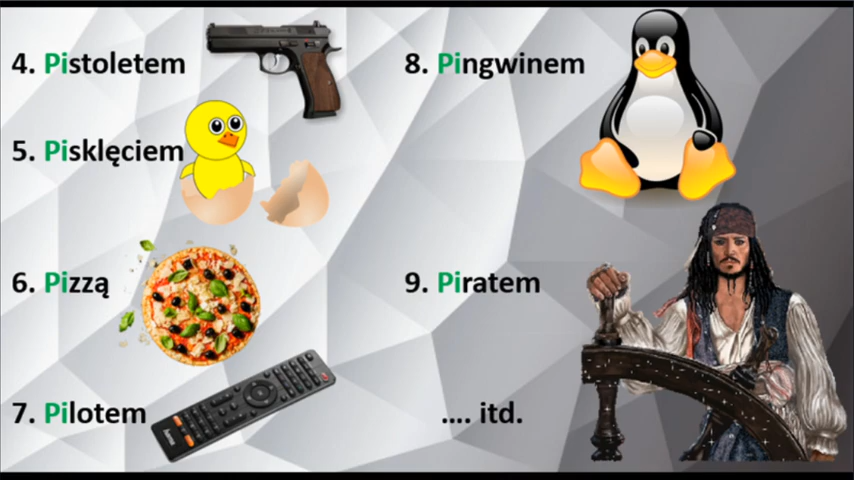 4. Pistoletem
5. Pisklęciem
6. Pizzą
7. Pilotem
8. Pingwinem
9. Piratem
.... itd.